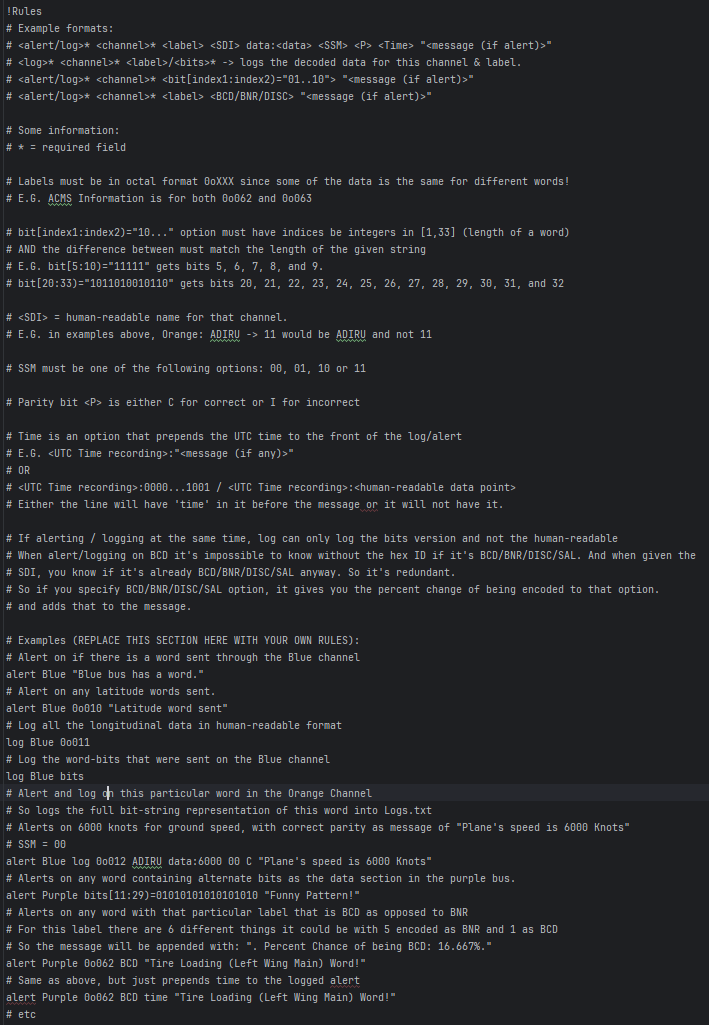 !Rules
# Example formats:
# <alert/log>* <channel>* <label> <SDI> data:<data> <SSM> <P> <Time> "<message (if alert)>"
# <log>* <channel>* <label>/<bits>* -> logs the decoded data for this channel & label.
# <alert/log>* <channel>* <bit[index1:index2)="01..10"> "<message (if alert)>"
# <alert/log>* <channel>* <label> <BCD/BNR/DISC> "<message (if alert)>"
# Some information:
# * = required field
# Labels must be in octal format 0oXXX since some of the data is the same for different words!
# E.G. ACMS Information is for both 0o062 and 0o063
# bit[index1:index2)="10..." option must have indices be integers in [1,33] (length of a word)
# AND the difference between must match the length of the given string
# E.G. bit[5:10)="11111" gets bits 5, 6, 7, 8, and 9.
# bit[20:33)="1011010010110" gets bits 20, 21, 22, 23, 24, 25, 26, 27, 28, 29, 30, 31, and 32
# <SDI> = human-readable name for that channel.
# E.G. in examples above, Orange: ADIRU -> 11 would be ADIRU and not 11
# SSM must be one of the following options: 00, 01, 10 or 11
# Parity bit <P> is either C for correct or I for incorrect
# Time is an option that prepends the UTC time to the front of the log/alert
# E.G. <UTC Time recording>:"<message (if any)>"
# OR
# <UTC Time recording>:0000...1001 / <UTC Time recording>:<human-readable data point>
# Either the line will have 'time' in it before the message or it will not have it.
# If alerting / logging at the same time, log can only log the bits version and not the human-readable
# When alert/logging on BCD it's impossible to know without the hex ID if it's BCD/BNR/DISC/SAL. And when given the
# SDI, you know if it's already BCD/BNR/DISC/SAL anyway. So it's redundant.
# So if you specify BCD/BNR/DISC/SAL option, it gives you the percent change of being encoded to that option.
# and adds that to the message.
# Examples (REPLACE THIS SECTION HERE WITH YOUR OWN RULES):
# Alert on if there is a word sent through the Blue channel
alert Blue "Blue bus has a word."
# Alert on any latitude words sent.
alert Blue 0o010 "Latitude word sent"
# Log all the longitudinal data in human-readable format
log Blue 0o011
# Log the word-bits that were sent on the Blue channel
log Blue bits
# Alert and log on this particular word in the Orange Channel
# So logs the full bit-string representation of this word into Logs.txt
# Alerts on 6000 knots for ground speed, with correct parity as message of "Plane's speed is 6000 Knots"
# SSM = 00
alert Blue log 0o012 ADIRU data:6000 00 C "Plane's speed is 6000 Knots"
# Alerts on any word containing alternate bits as the data section in the purple bus.
alert Purple bits[11:29)=01010101010101010 "Funny Pattern!"
# Alerts on any word with that particular label that is BCD as opposed to BNR
# For this label there are 6 different things it could be with 5 encoded as BNR and 1 as BCD
# So the message will be appended with: ". Percent Chance of being BCD: 16.667%."
alert Purple 0o062 BCD "Tire Loading (Left Wing Main) Word!"
# Same as above, but just prepends time to the logged alert
alert Purple 0o062 BCD time "Tire Loading (Left Wing Main) Word!"
# etc